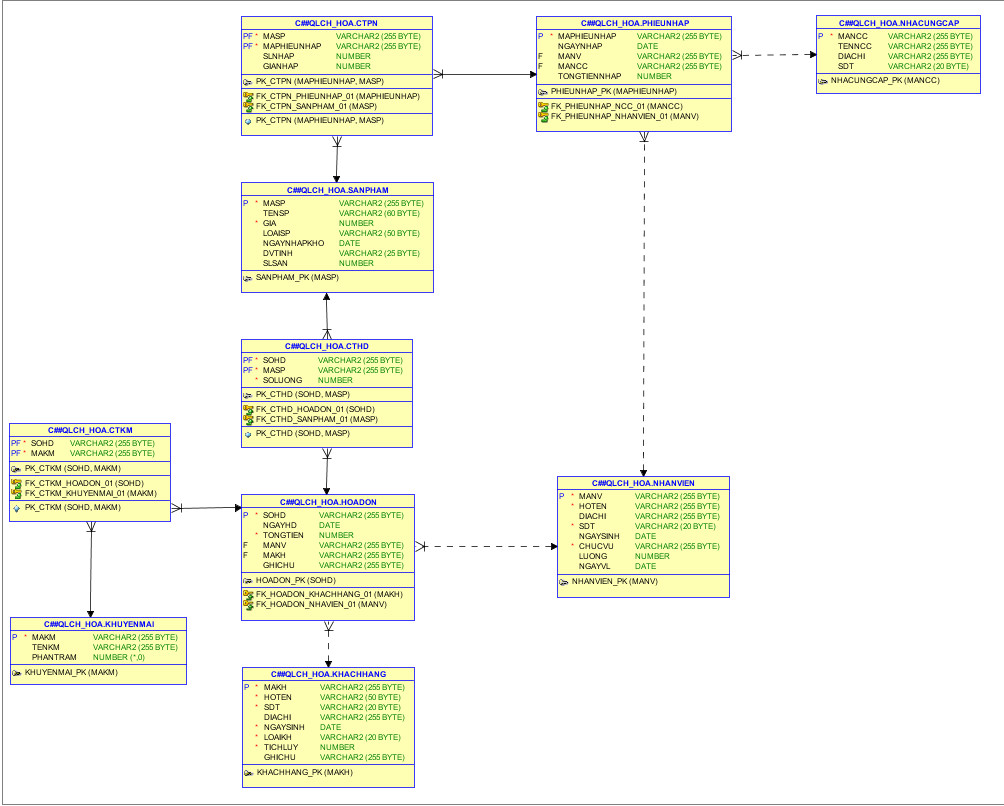 C##QLCH_HOA.CTPN
PF * MASP VARCHAR2 (255 BYTE)
PF * MAPHIEUNHAP VARCHAR2 (255 BYTE)
SLNHAP NUMBER
GIANHAP NUMBER
PK_CTPN (MAPHIEUNHAP, MASP)
FK_CTPN_PHIEUNHAP_01 (MAPHIEUNHAP)
FK_CTPN_SANPHAM_01 (MASP)
PK_CTPN (MAPHIEUNHAP, MASP)
C##QLCH_HOA.PHIEUNHAP
P * MAPHIEUNHAP VARCHAR2 (255 BYTE)
NGAYNHAP DATE
F MANV VARCHAR2 (255 BYTE)
F MANCC VARCHAR2 (255 BYTE)
TONGTIENNHAP NUMBER
PHIEUNHAP_PK (MAPHIEUNHAP)
FK_PHIEUNHAP_NCC_01 (MANCC)
FK_PHIEUNHAP_NHANVIEN_01 (MANV)
C##QLCH_HOA.NHACUNGCAP
P * MANCC VARCHAR2 (255 BYTE)
TENNCC VARCHAR2 (255 BYTE)
DIACHI VARCHAR2 (255 BYTE)
SDT VARCHAR2 (20 BYTE)
NHACUNGCAP_PK (MANCC)
C##QLCH_HOA.SANPHAM
P * MASP VARCHAR2 (255 BYTE)
TENSP VARCHAR2 (60 BYTE)
* GIA NUMBER
LOAISP VARCHAR2 (50 BYTE)
NGAYNHAPKHO DATE
DVTINH VARCHAR2 (25 BYTE)
SLSAN NUMBER
SANPHAM_PK (MASP)
C##QLCH_HOA.CTHD
PF * SOHD VARCHAR2 (255 BYTE)
PF * MASP VARCHAR2 (255 BYTE)
* SOLUONG NUMBER
PK_CTHD (SOHD, MASP)
FK_CTHD_HOADON_01 (SOHD)
FK_CTHD_SANPHAM_01 (MASP)
PK_CTHD (SOHD, MASP)
C##QLCH_HOA.CTKM
PF * SOHD VARCHAR2 (255 BYTE)
PF * MAKM VARCHAR2 (255 BYTE)
PK_CTKM (SOHD, MAKM)
FK_CTKM_HOADON_01 (SOHD)
FK_CTKM_KHUYENMAI_01 (MAKM)
PK_CTKM (SOHD, MAKM)
C##QLCH_HOA.HOADON
P * SOHD VARCHAR2 (255 BYTE)
NGAYHD DATE
* TONGTIEN NUMBER
F MANV VARCHAR2 (255 BYTE)
F MAKH VARCHAR2 (255 BYTE)
GHICHU VARCHAR2 (255 BYTE)
HOADON_PK (SOHD)
FK_HOADON_KHACHHANG_01 (MAKH)
FK_HOADON_NHAVIEN_01 (MANV)
C##QLCH_HOA.NHANVIEN
P * MANV VARCHAR2 (255 BYTE)
* HOTEN VARCHAR2 (255 BYTE)
DIACHI VARCHAR2 (255 BYTE)
* SDT VARCHAR2 (20 BYTE)
NGAYSINH DATE
* CHUCVU VARCHAR2 (255 BYTE)
LUONG NUMBER
NGAYVL DATE
NHANVIEN_PK (MANV)
C##QLCH_HOA.KHUYENMAI
P * MAKM VARCHAR2 (255 BYTE)
TENKM VARCHAR2 (255 BYTE)
PHANTRAM NUMBER (*,0)
KHUYENMAI_PK (MAKM)
C##QLCH_HOA.KHACHHANG
P * MAKH VARCHAR2 (255 BYTE)
* HOTEN VARCHAR2 (50 BYTE)
* SDT VARCHAR2 (20 BYTE)
DIACHI VARCHAR2 (255 BYTE)
* NGAYSINH DATE
* LOAIKH VARCHAR2 (20 BYTE)
* TICHLUY NUMBER
GHICHU VARCHAR2 (255 BYTE)
KHACHHANG_PK (MAKH)